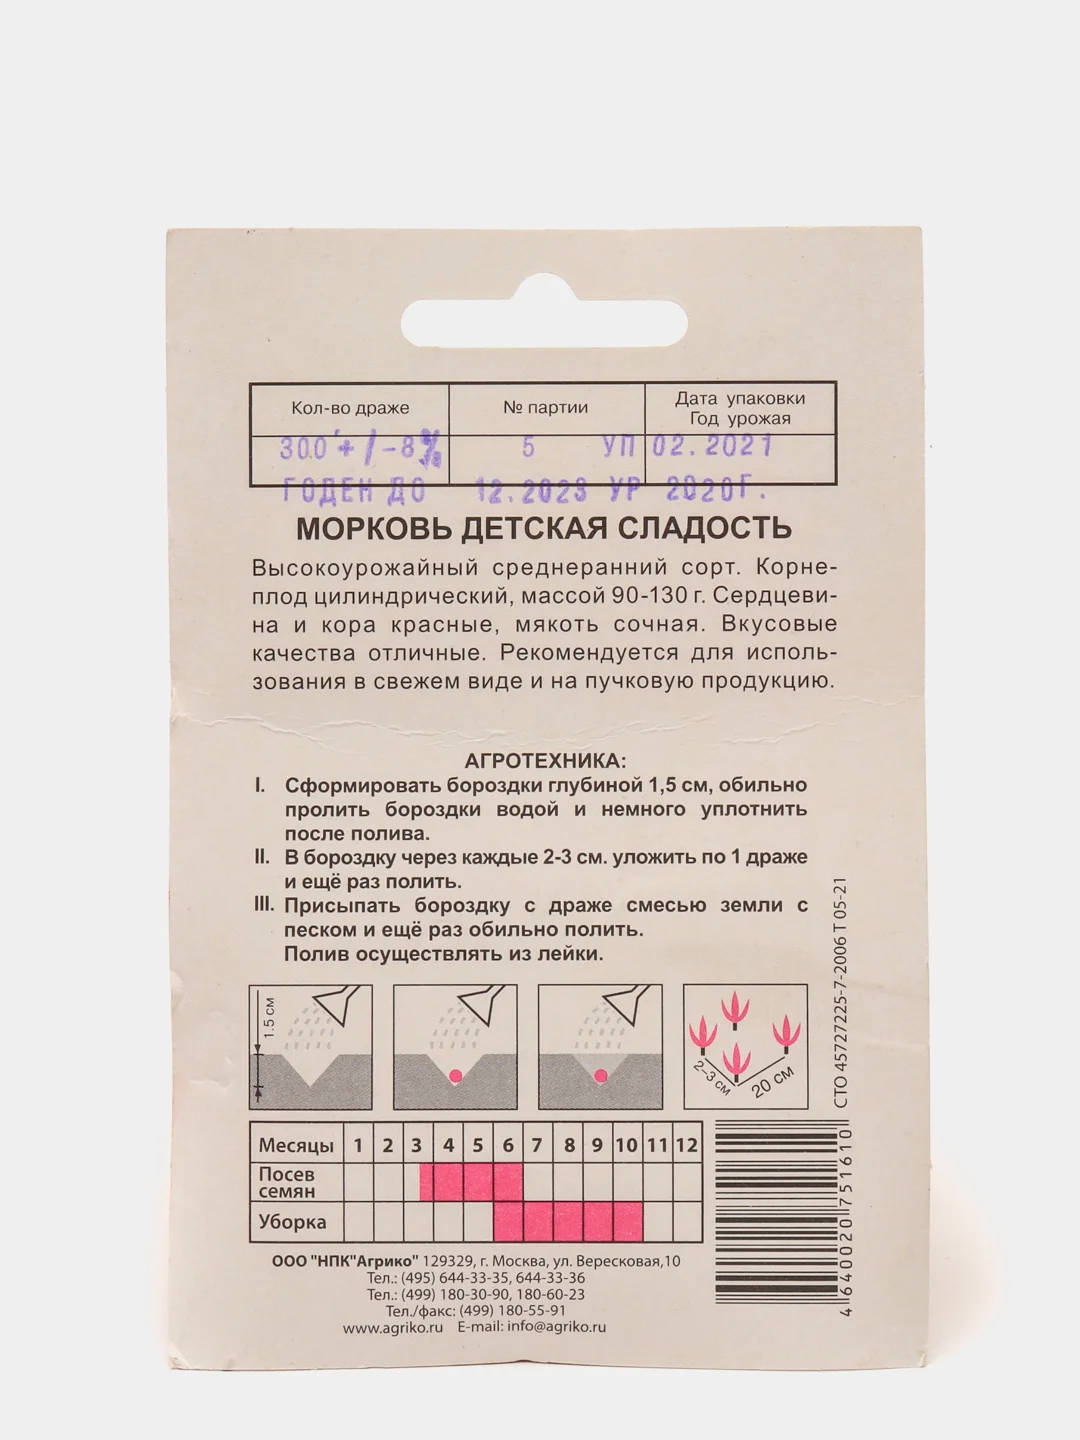 Кол-во драже № партии Дата упаковки
Год урожая
300 +/-8% 5 УП 02.2021
ГОДЕН ДО 12.2023 УР 2020Г.
МОРКОВЬ ДЕТСКАЯ СЛАДОСТЬ
Высокоурожайный среднеранний сорт. Корне-
плод цилиндрический, массой 90-130 г. Сердцеви-
на и кора красные, мякоть сочная. Вкусовые
качества отличные. Рекомендуется для исполь-
зования в свежем виде и на пучковую продукцию.
АГРОТЕХНИКА:
I. Сформировать бороздки глубиной 1,5 см, обильно
пролить бороздки водой и немного уплотнить
после полива.
II. В бороздку через каждые 2-3 см. уложить по 1 драже
и ещё раз полить.
III. Присыпать бороздку с драже смесью земли с
песком и ещё раз обильно полить.
Полив осуществлять из лейки.
1.5 см
2-3 см
20 см
СТО 45727225-7-2006 Т 05-21
Месяцы 1 2 3 4 5 6 7 8 9 10 11 12
Посев
семян
Уборка
4 640020 751610
ООО "НПК"Агрико" 129329, г. Москва, ул. Вересковая,10
Тел.: (495) 644-33-35, 644-33-36
Тел.: (499) 180-30-90, 180-60-23
Тел./факс: (499) 180-55-91
www.agriko.ru E-mail: info@agriko.ru